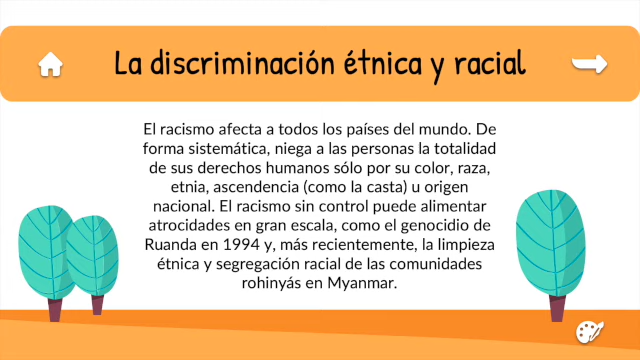 La discriminación étnica y racial
El racismo afecta a todos los países del mundo. De
forma sistemática, niega a las personas la totalidad
de sus derechos humanos sólo por su color, raza,
etnia, ascendencia (como la casta) u origen
nacional. El racismo sin control puede alimentar
atrocidades en gran escala, como el genocidio de
Ruanda en 1994 y, más recientemente, la limpieza
étnica y segregación racial de las comunidades
rohinyás en Myanmar.